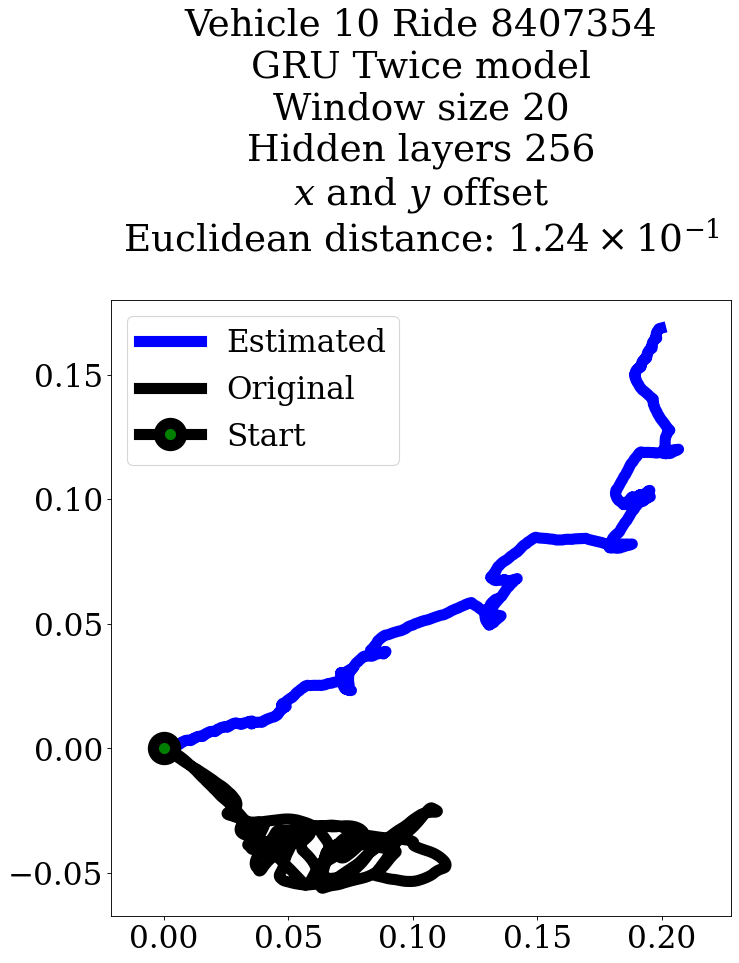 Vehicle 10 Ride 8407354
GRU Twice model
Window size 20
Hidden layers 256
x and y offset
Euclidean distance: 1.24 × 10⁻¹
Estimated
Original
Start
0.15
0.10
0.05
0.00
−0.05
0.00 0.05 0.10 0.15 0.20